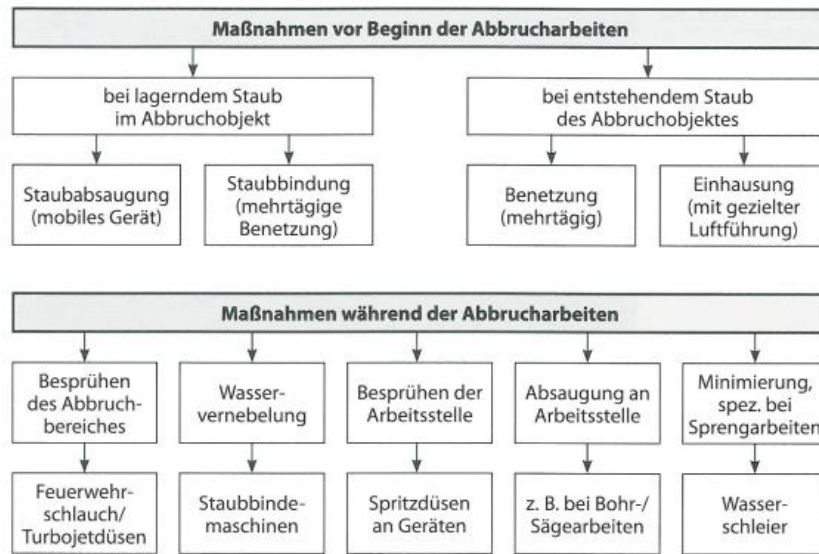 Maßnahmen vor Beginn der Abbrucharbeiten
bei lagerndem Staub
im Abbruchobjekt
bei entstehendem Staub
des Abbruchobjektes
Staubabsaugung
(mobiles Gerät)
Staubbindung
(mehrtägige
Benetzung)
Benetzung
(mehrtägig)
Einhausung
(mit gezielter
Luftführung)
Maßnahmen während der Abbrucharbeiten
Besprühen
des Abbruch-
bereiches
Wasser-
vernebelung
Besprühen der
Arbeitsstelle
Absaugung an
Arbeitsstelle
Minimierung,
spez. bei
Sprengarbeiten
Feuerwehr-
schlauch/
Turbojetdüsen
Staubbinde-
maschinen
Spritzdüsen
an Geräten
z. B. bei Bohr-/
Sägearbeiten
Wasser-
schleier